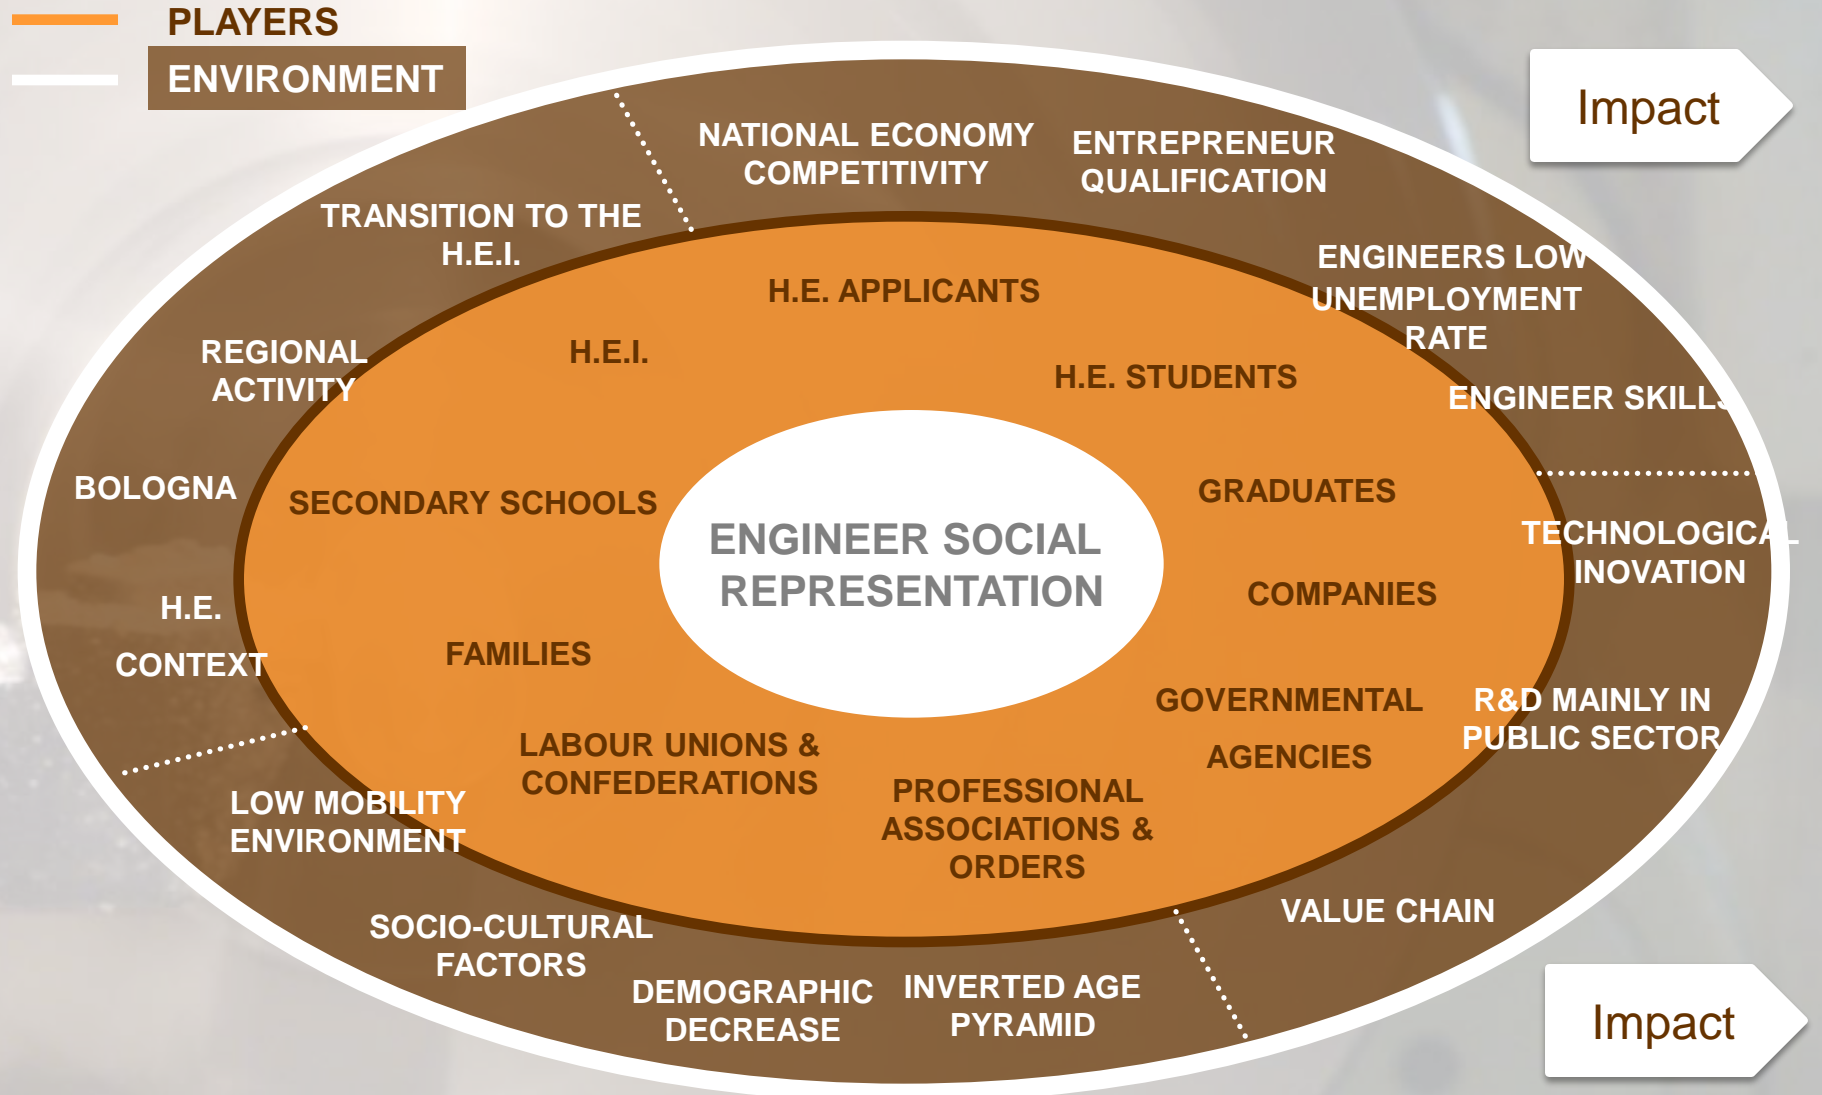 PLAYERS
ENVIRONMENT
Impact
NATIONAL ECONOMY
COMPETITIVITY
ENTREPRENEUR
QUALIFICATION
TRANSITION TO THE
H.E.I.
ENGINEERS LOW
UNEMPLOYMENT
RATE
H.E. APPLICANTS
REGIONAL
ACTIVITY
H.E.I.
H.E. STUDENTS
ENGINEER SKILLS
BOLOGNA
SECONDARY SCHOOLS
GRADUATES
ENGINEER SOCIAL
REPRESENTATION
TECHNOLOGICAL
INOVATION
H.E.
CONTEXT
COMPANIES
FAMILIES
GOVERNMENTAL
AGENCIES
R&D MAINLY IN
PUBLIC SECTOR
LABOUR UNIONS &
CONFEDERATIONS
PROFESSIONAL
ASSOCIATIONS &
ORDERS
LOW MOBILITY
ENVIRONMENT
VALUE CHAIN
SOCIO-CULTURAL
FACTORS
DEMOGRAPHIC
DECREASE
INVERTED AGE
PYRAMID
Impact